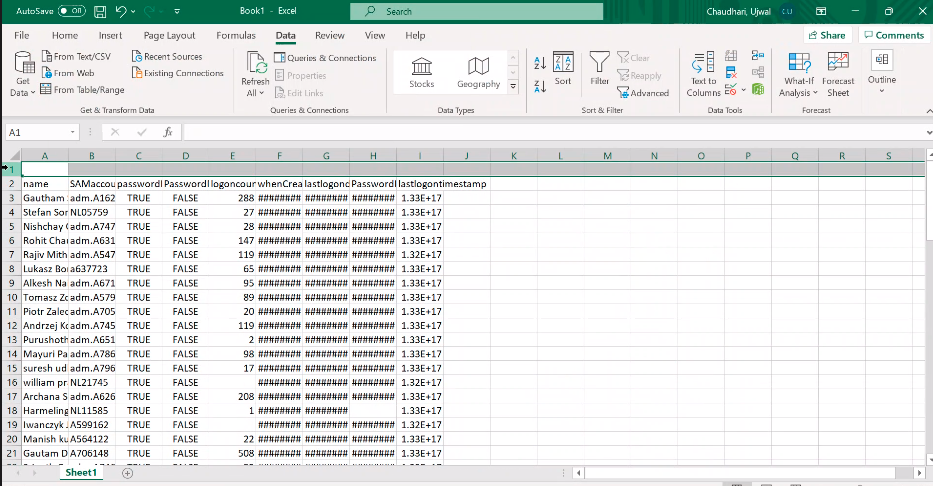 AutoSave Off Book1 - Excel Search Chaudhari, Ujwal CU
File Home Insert Page Layout Formulas Data Review View Help Share Comments
Get Data From Text/CSV From Web From Table/Range Recent Sources Existing Connections
Refresh All Queries & Connections Properties Edit Links
Stocks Geography
Sort Filter Clear Reapply Advanced
Text to Columns
What-If Analysis Forecast Sheet Outline
Get & Transform Data Queries & Connections Data Types Sort & Filter Data Tools Forecast
A1 fx
A B C D E F G H I J K L M N O P Q R S
1
2 name SAMaccou passwordl Passwordl logoncour whenCrea lastlogond Passwordl lastlogontimestamp
3 Gautham adm.A162 TRUE FALSE 288 ######## ######## ######## 1.33E+17
4 Stefan Sor NL05759 TRUE FALSE 27 ######## ######## ######## 1.33E+17
5 Nishchay ( adm.A747 TRUE FALSE 28 ######## ######## ######## 1.33E+17
6 Rohit Chau adm.A631 TRUE FALSE 147 ######## ######## ######## 1.33E+17
7 Rajiv Mith adm.A547 TRUE FALSE 119 ######## ######## ######## 1.32E+17
8 Lukasz Bo a637723 TRUE FALSE 65 ######## ######## ######## 1.33E+17
9 Alkesh Na adm.A671 TRUE FALSE 95 ######## ######## ######## 1.33E+17
10 Tomasz Zo adm.A579 TRUE FALSE 89 ######## ######## ######## 1.33E+17
11 Piotr Zalec adm.A705 TRUE FALSE 20 ######## ######## ######## 1.33E+17
12 Andrzej Ko adm.A745 TRUE FALSE 119 ######## ######## ######## 1.33E+17
13 Purushoth adm.A651 TRUE FALSE 2 ######## ######## ######## 1.33E+17
14 Mayuri Pa adm.A786 TRUE FALSE 98 ######## ######## ######## 1.33E+17
15 suresh ud adm.A796 TRUE FALSE 17 ######## ######## ######## 1.33E+17
16 william pr NL21745 TRUE FALSE ######## ######## ######## 1.32E+17
17 Archana S adm.A626 TRUE FALSE 208 ######## ######## ######## 1.33E+17
18 Harmeling NL11585 TRUE FALSE 1 ######## ######## 1.33E+17
19 Iwanczyk J A599162 TRUE FALSE ######## ######## ######## 1.32E+17
20 Manish ku A564122 TRUE FALSE 22 ######## ######## ######## 1.33E+17
21 Gautam D A706148 TRUE FALSE 508 ######## ######## ######## 1.33E+17
Sheet1